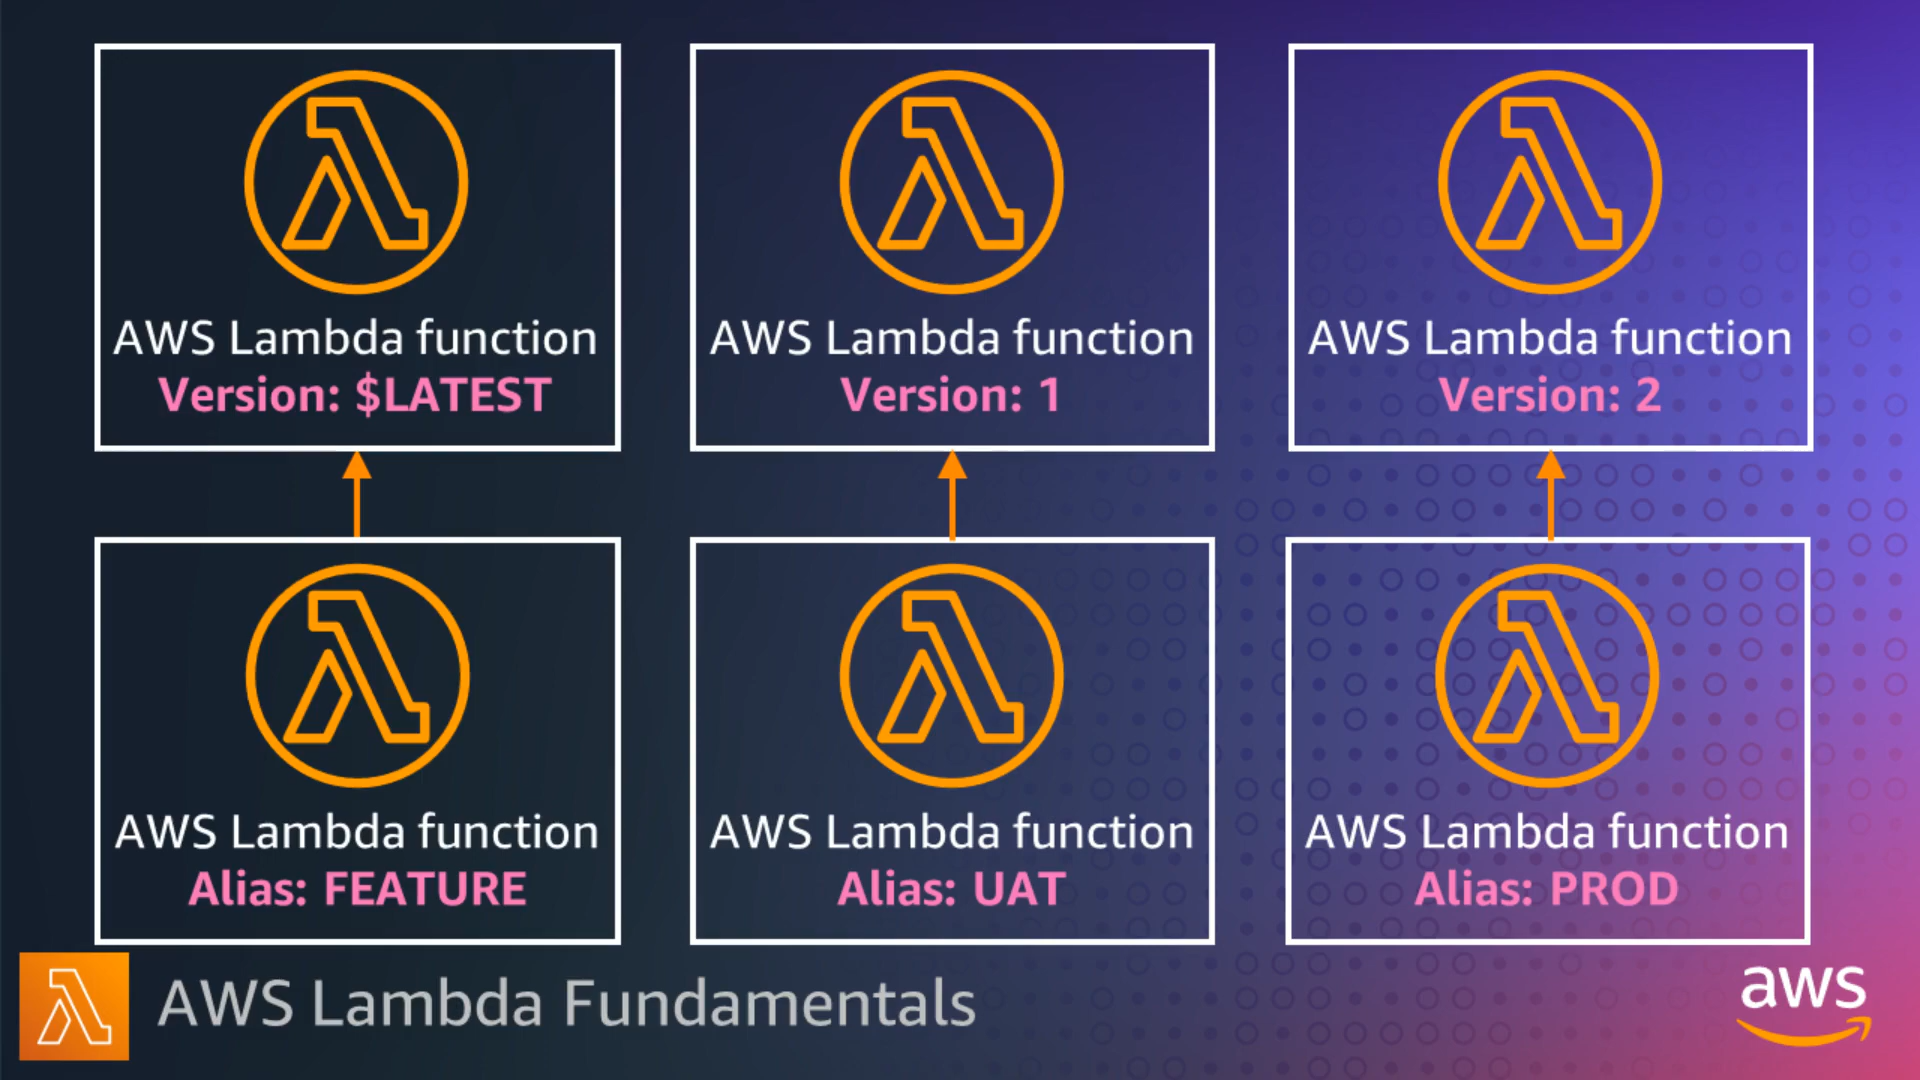 AWS Lambda function
Version: $LATEST
AWS Lambda function
Version: 1
AWS Lambda function
Version: 2
AWS Lambda function
Alias: FEATURE
AWS Lambda function
Alias: UAT
AWS Lambda function
Alias: PROD
AWS Lambda Fundamentals
aws